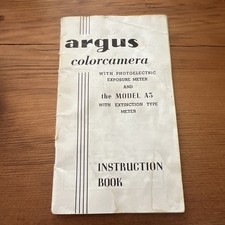 argus
colorcamera
WITH PHOTOELECTRIC
EXPOSURE METER
AND
the MODEL A3
WITH EXTINCTION TYPE
METER
INSTRUCTION
BOOK